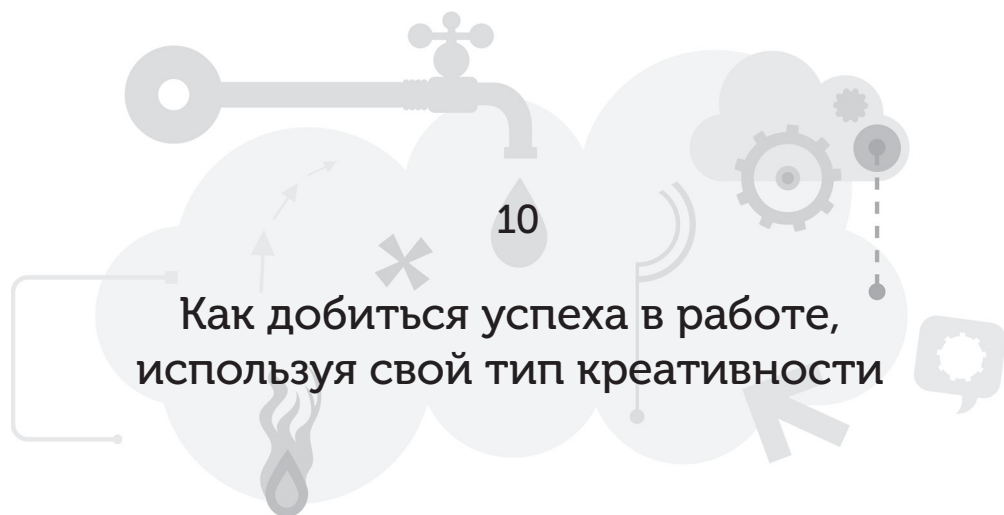 10
Как добиться успеха в работе,
используя свой тип креативности